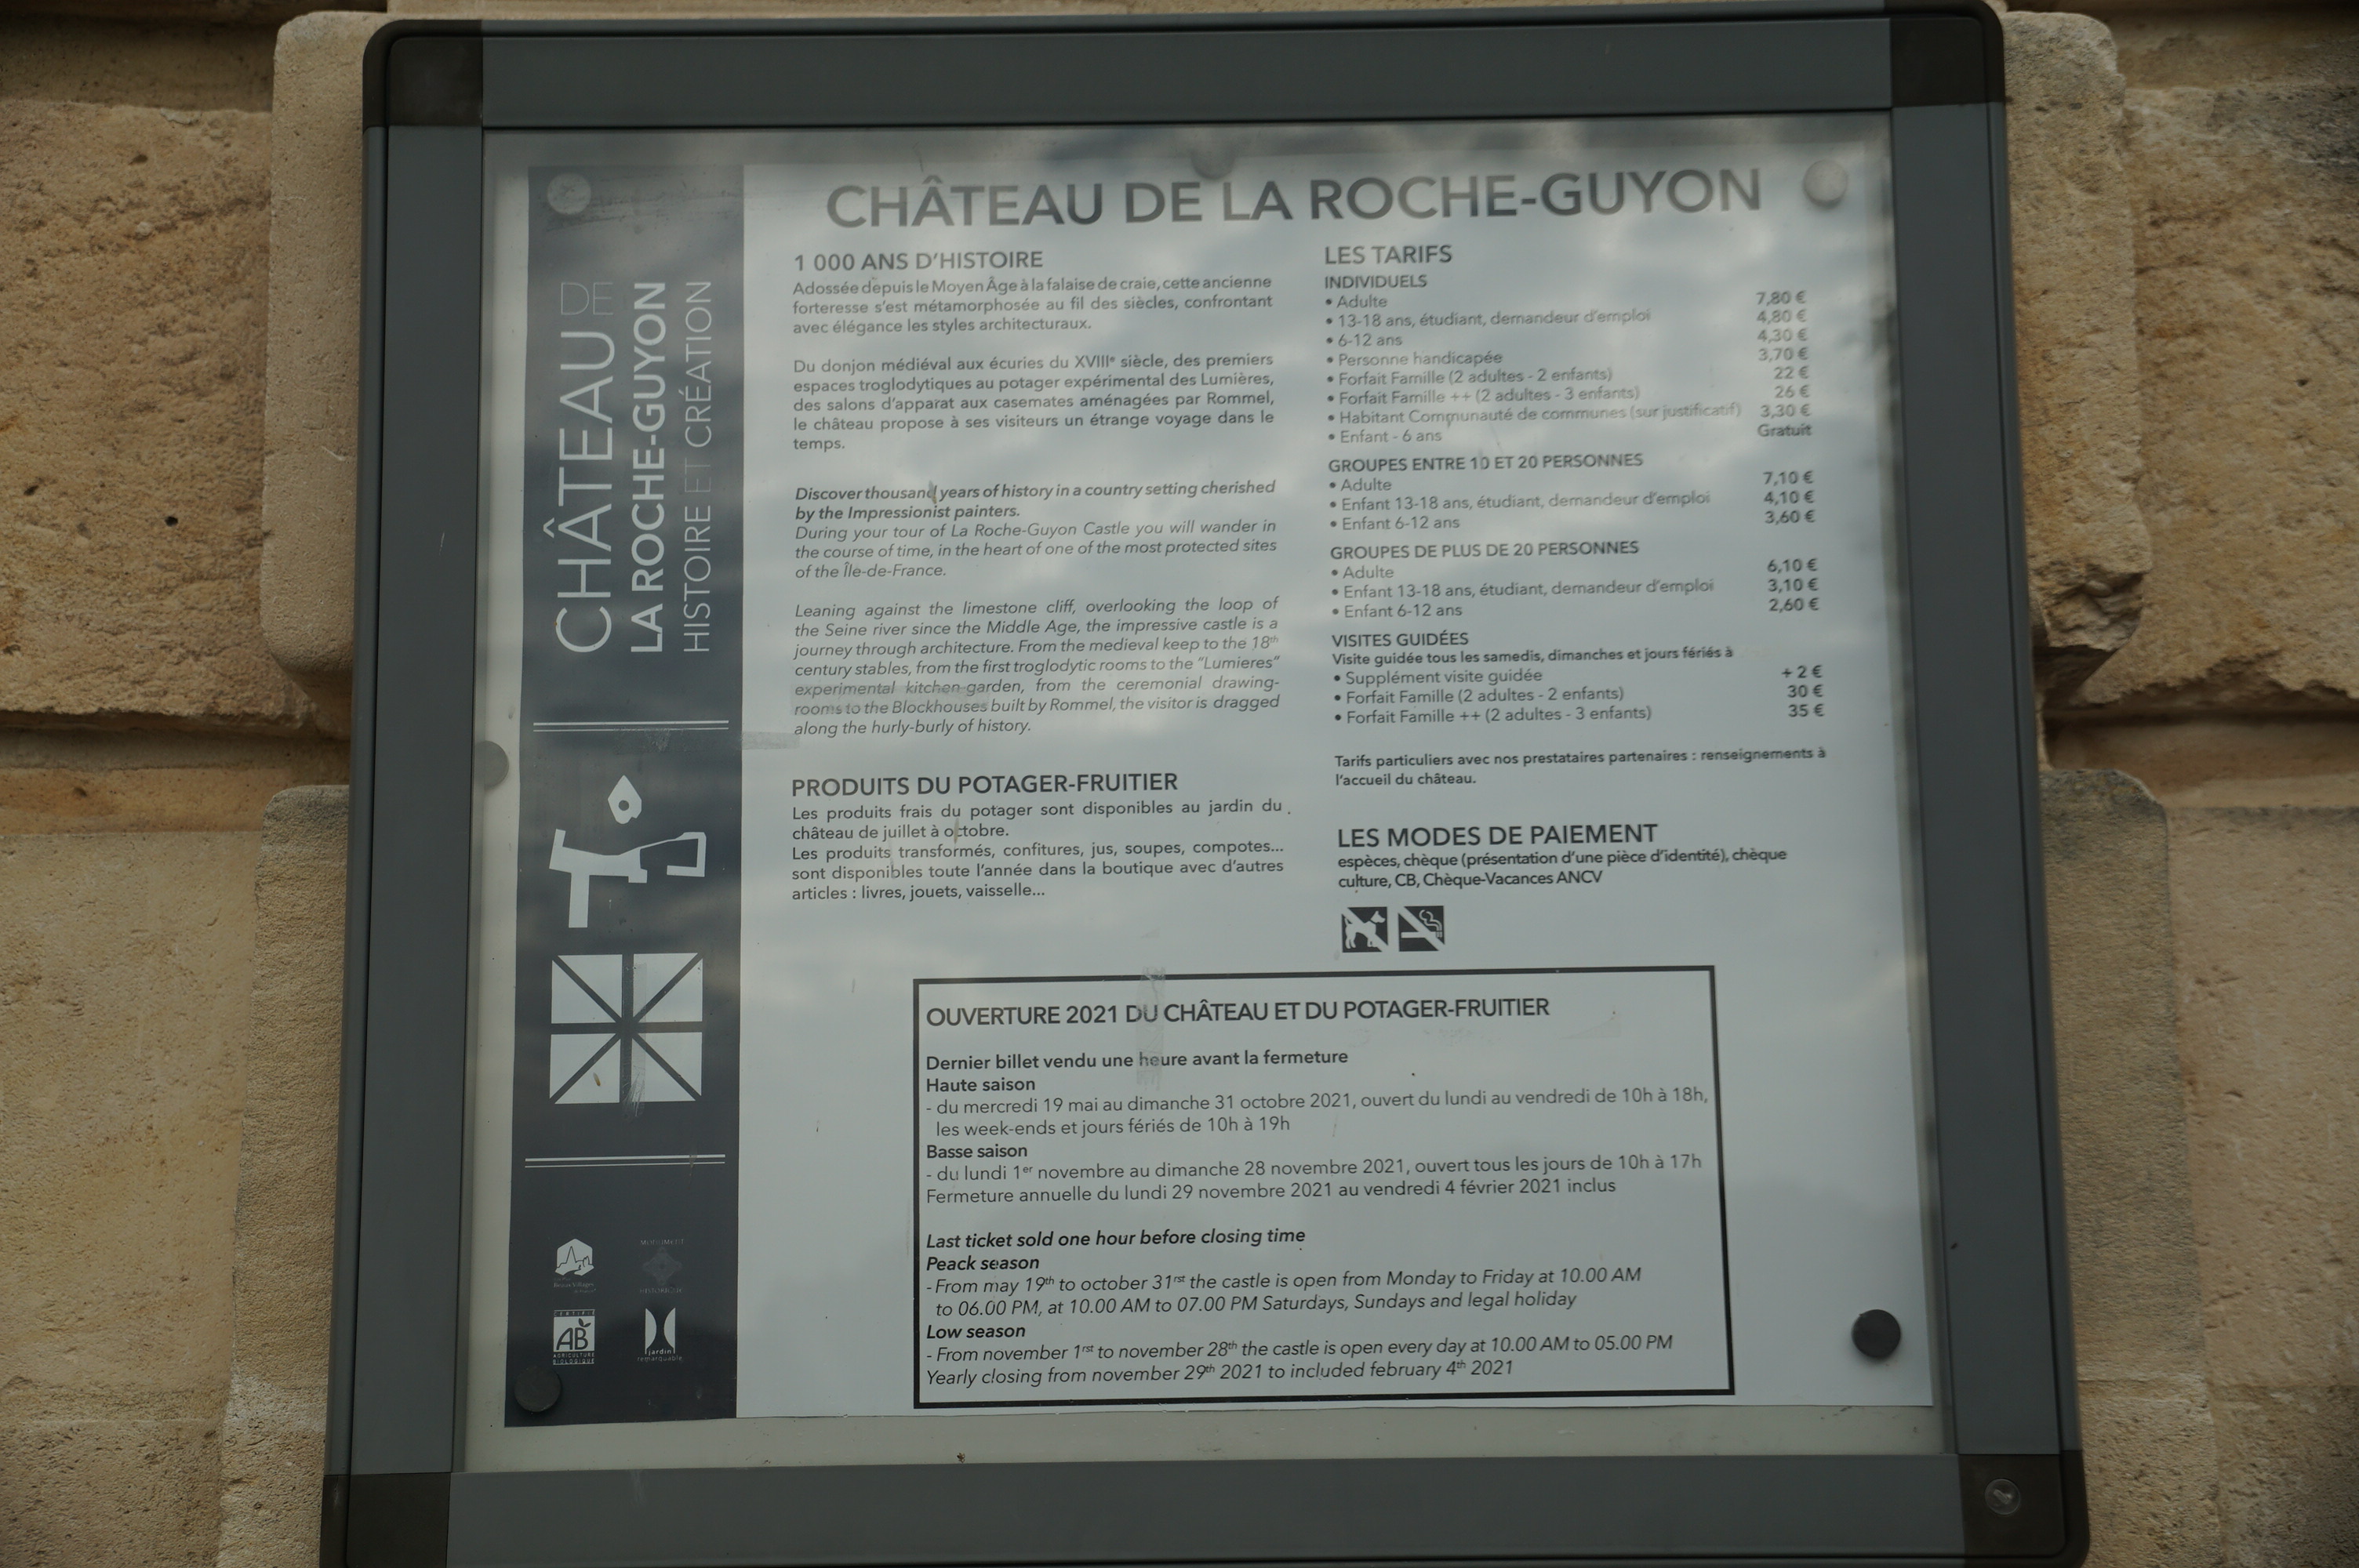 CHÂTEAU DE
LA ROCHE-GUYON
HISTOIRE ET CRÉATION
CERTIFIÉ
AB
AGRICULTURE
BIOLOGIQUE
jardin
remarquable
CHÂTEAU DE LA ROCHE-GUYON
1 000 ANS D'HISTOIRE
Adossée depuis le Moyen Âge à la falaise de craie, cette ancienne
forteresse s'est métamorphosée au fil des siècles, confrontant
avec élégance les styles architecturaux.
Du donjon médiéval aux écuries du XVIIIe siècle, des premiers
espaces troglodytiques au potager expérimental des Lumières,
des salons d'apparat aux casemates aménagées par Rommel,
le château propose à ses visiteurs un étrange voyage dans le
temps.
Discover thousand years of history in a country setting cherished
by the Impressionist painters.
During your tour of La Roche-Guyon Castle you will wander in
the course of time, in the heart of one of the most protected sites
of the Île-de-France.
Leaning against the limestone cliff, overlooking the loop of
the Seine river since the Middle Age, the impressive castle is a
journey through architecture. From the medieval keep to the 18th
century stables, from the first troglodytic rooms to the "Lumieres"
experimental kitchen-garden, from the ceremonial drawing-
rooms to the Blockhouses built by Rommel, the visitor is dragged
along the hurly-burly of history.
PRODUITS DU POTAGER-FRUITIER
Les produits frais du potager sont disponibles au jardin du
château de juillet à octobre.
Les produits transformés, confitures, jus, soupes, compotes...
sont disponibles toute l'année dans la boutique avec d'autres
articles : livres, jouets, vaisselle...
LES TARIFS
INDIVIDUELS
• Adulte 7,80 €
• 13-18 ans, étudiant, demandeur d'emploi 4,80 €
• 6-12 ans 4,30 €
• Personne handicapée 3,70 €
• Forfait Famille (2 adultes - 2 enfants) 22 €
• Forfait Famille ++ (2 adultes - 3 enfants) 26 €
• Habitant Communauté de communes (sur justificatif) 3,30 €
• Enfant - 6 ans Gratuit
GROUPES ENTRE 10 ET 20 PERSONNES
• Adulte 7,10 €
• Enfant 13-18 ans, étudiant, demandeur d'emploi 4,10 €
• Enfant 6-12 ans 3,60 €
GROUPES DE PLUS DE 20 PERSONNES
• Adulte 6,10 €
• Enfant 13-18 ans, étudiant, demandeur d'emploi 3,10 €
• Enfant 6-12 ans 2,60 €
VISITES GUIDÉES
Visite guidée tous les samedis, dimanches et jours fériés à
• Supplément visite guidée + 2 €
• Forfait Famille (2 adultes - 2 enfants) 30 €
• Forfait Famille ++ (2 adultes - 3 enfants) 35 €
Tarifs particuliers avec nos prestataires partenaires : renseignements à
l'accueil du château.
LES MODES DE PAIEMENT
espèces, chèque (présentation d'une pièce d'identité), chèque
culture, CB, Chèque-Vacances ANCV
OUVERTURE 2021 DU CHÂTEAU ET DU POTAGER-FRUITIER
Dernier billet vendu une heure avant la fermeture
Haute saison
- du mercredi 19 mai au dimanche 31 octobre 2021, ouvert du lundi au vendredi de 10h à 18h,
les week-ends et jours fériés de 10h à 19h
Basse saison
- du lundi 1er novembre au dimanche 28 novembre 2021, ouvert tous les jours de 10h à 17h
Fermeture annuelle du lundi 29 novembre 2021 au vendredi 4 février 2021 inclus
Last ticket sold one hour before closing time
Peack season
- From may 19th to october 31rst the castle is open from Monday to Friday at 10.00 AM
to 06.00 PM, at 10.00 AM to 07.00 PM Saturdays, Sundays and legal holiday
Low season
- From november 1rst to november 28th the castle is open every day at 10.00 AM to 05.00 PM
Yearly closing from november 29th 2021 to included february 4th 2021